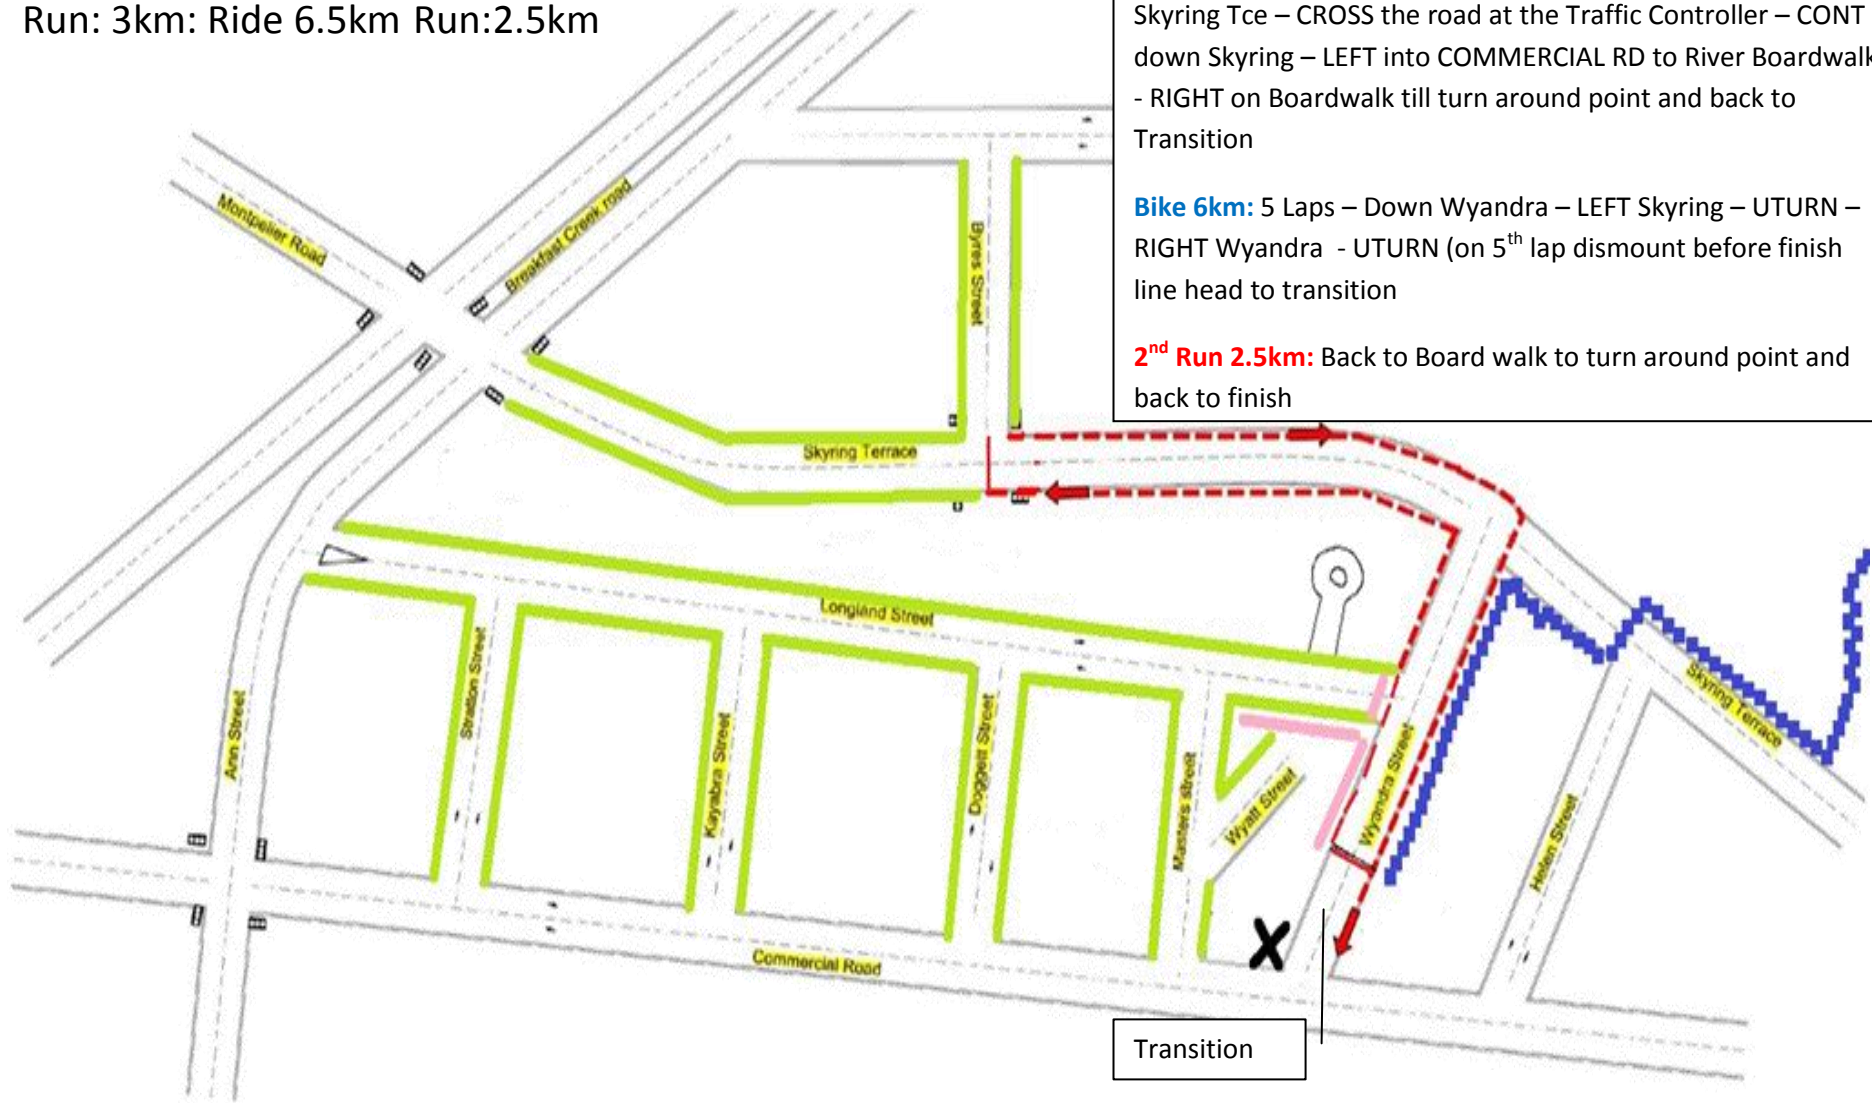 Run: 3km: Ride 6.5km Run:2.5km
Skyring Tce – CROSS the road at the Traffic Controller – CONT
down Skyring – LEFT into COMMERCIAL RD to River Boardwalk
- RIGHT on Boardwalk till turn around point and back to
Transition
Bike 6km: 5 Laps – Down Wyandra – LEFT Skyring – UTURN –
RIGHT Wyandra - UTURN (on 5th lap dismount before finish
line head to transition
2nd Run 2.5km: Back to Board walk to turn around point and
back to finish
Montpelier Road
Breakfast Creek road
Byres Street
Skyring Terrace
Longland Street
Ann Street
Stratton Street
Kayabra Street
Doggett Street
Masters street
Wyatt Street
Wyandra Street
Helen Street
Skyring Terrace
Commercial Road
X
Transition